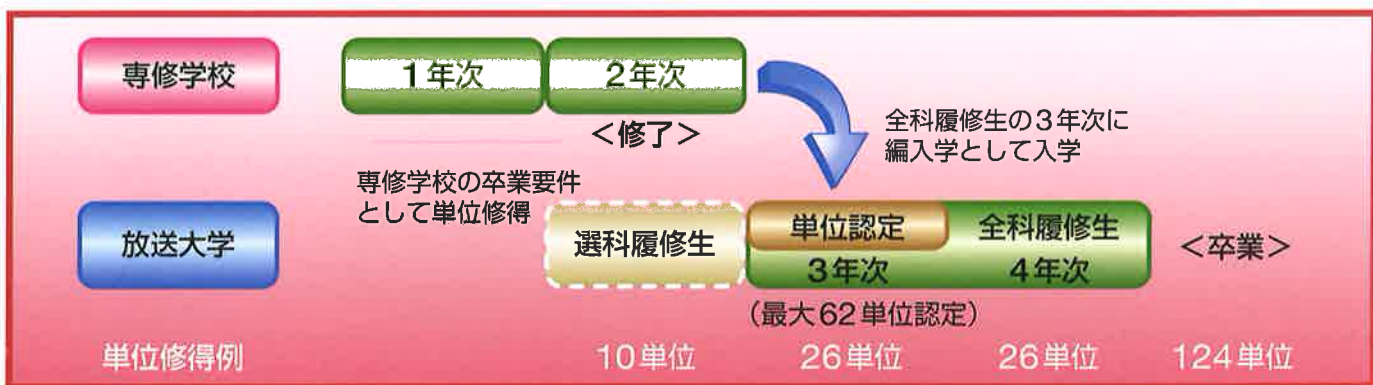 専修学校
1年次
2年次
<修了>
全科履修生の3年次に
編入学として入学
専修学校の卒業要件
として単位修得
放送大学
選科履修生
単位認定
3年次
全科履修生
4年次
<卒業>
(最大62単位認定)
単位修得例
10単位
26単位
26単位
124単位